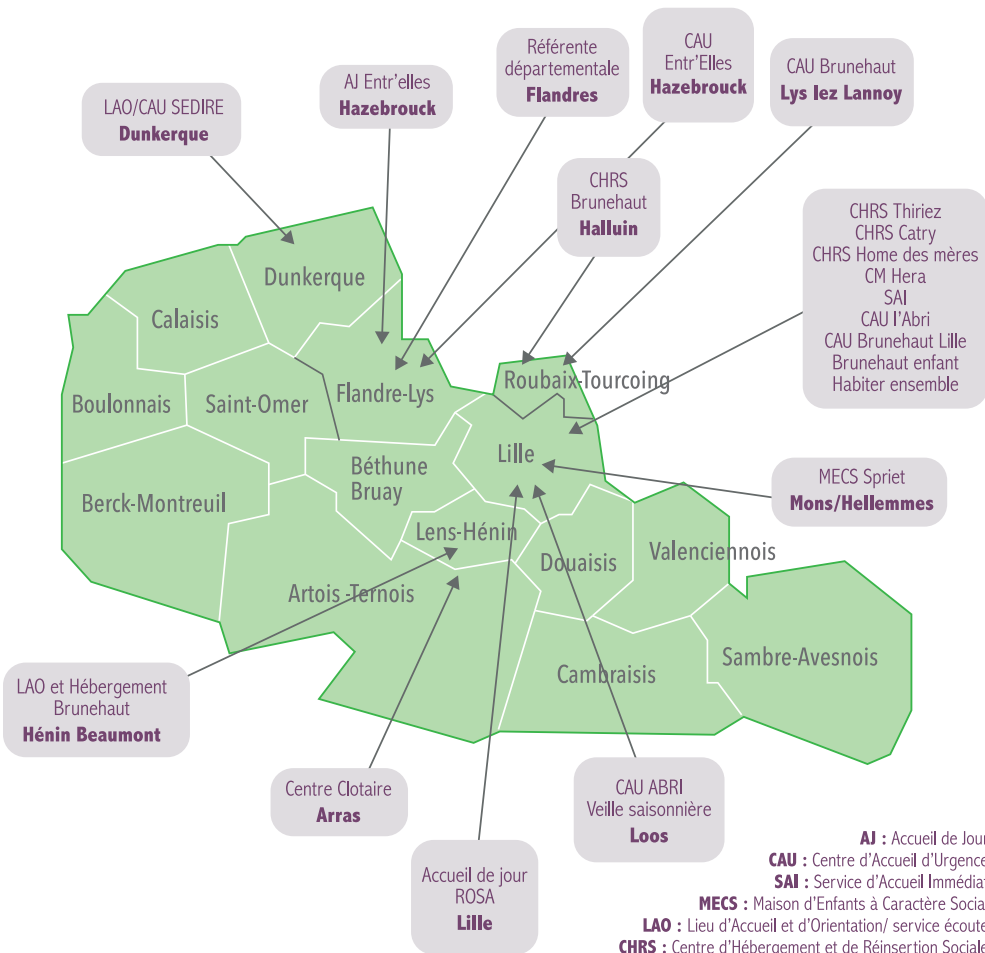 Référente
départementale
Flandres
CAU
Entr'Elles
Hazebrouck
CAU Brunehaut
Lys lez Lannoy
AJ Entr'elles
Hazebrouck
LAO/CAU SEDIRE
Dunkerque
CHRS
Brunehaut
Halluin
CHRS Thiriez
CHRS Catry
CHRS Home des mères
CM Hera
SAI
CAU l'Abri
CAU Brunehaut Lille
Brunehaut enfant
Habiter ensemble
Dunkerque
Calaisis
Boulonnais
Saint-Omer
Flandre-Lys
Roubaix-Tourcoing
Lille
Béthune
Bruay
Berck-Montreuil
Lens-Hénin
Douaisis
Valenciennois
Artois -Ternois
Cambraisis
Sambre-Avesnois
MECS Spriet
Mons/Hellemmes
LAO et Hébergement
Brunehaut
Hénin Beaumont
Centre Clotaire
Arras
CAU ABRI
Veille saisonnière
Loos
Accueil de jour
ROSA
Lille
AJ : Accueil de Jour
CAU : Centre d'Accueil d'Urgence
SAI : Service d'Accueil Immédiat
MECS : Maison d'Enfants à Caractère Social
LAO : Lieu d'Accueil et d'Orientation/ service écoute
CHRS : Centre d'Hébergement et de Réinsertion Sociale